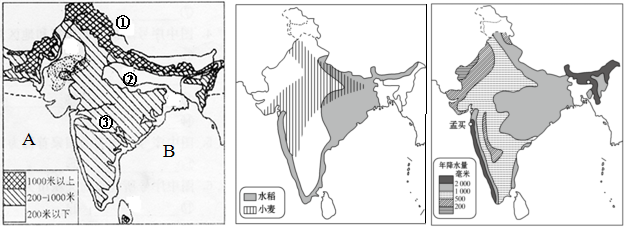 ①
②
③
A
B
1000米以上
200-1000米
200米以下
水稻
小麦
孟买
年降水量
毫米
2 000
1 000
500
200